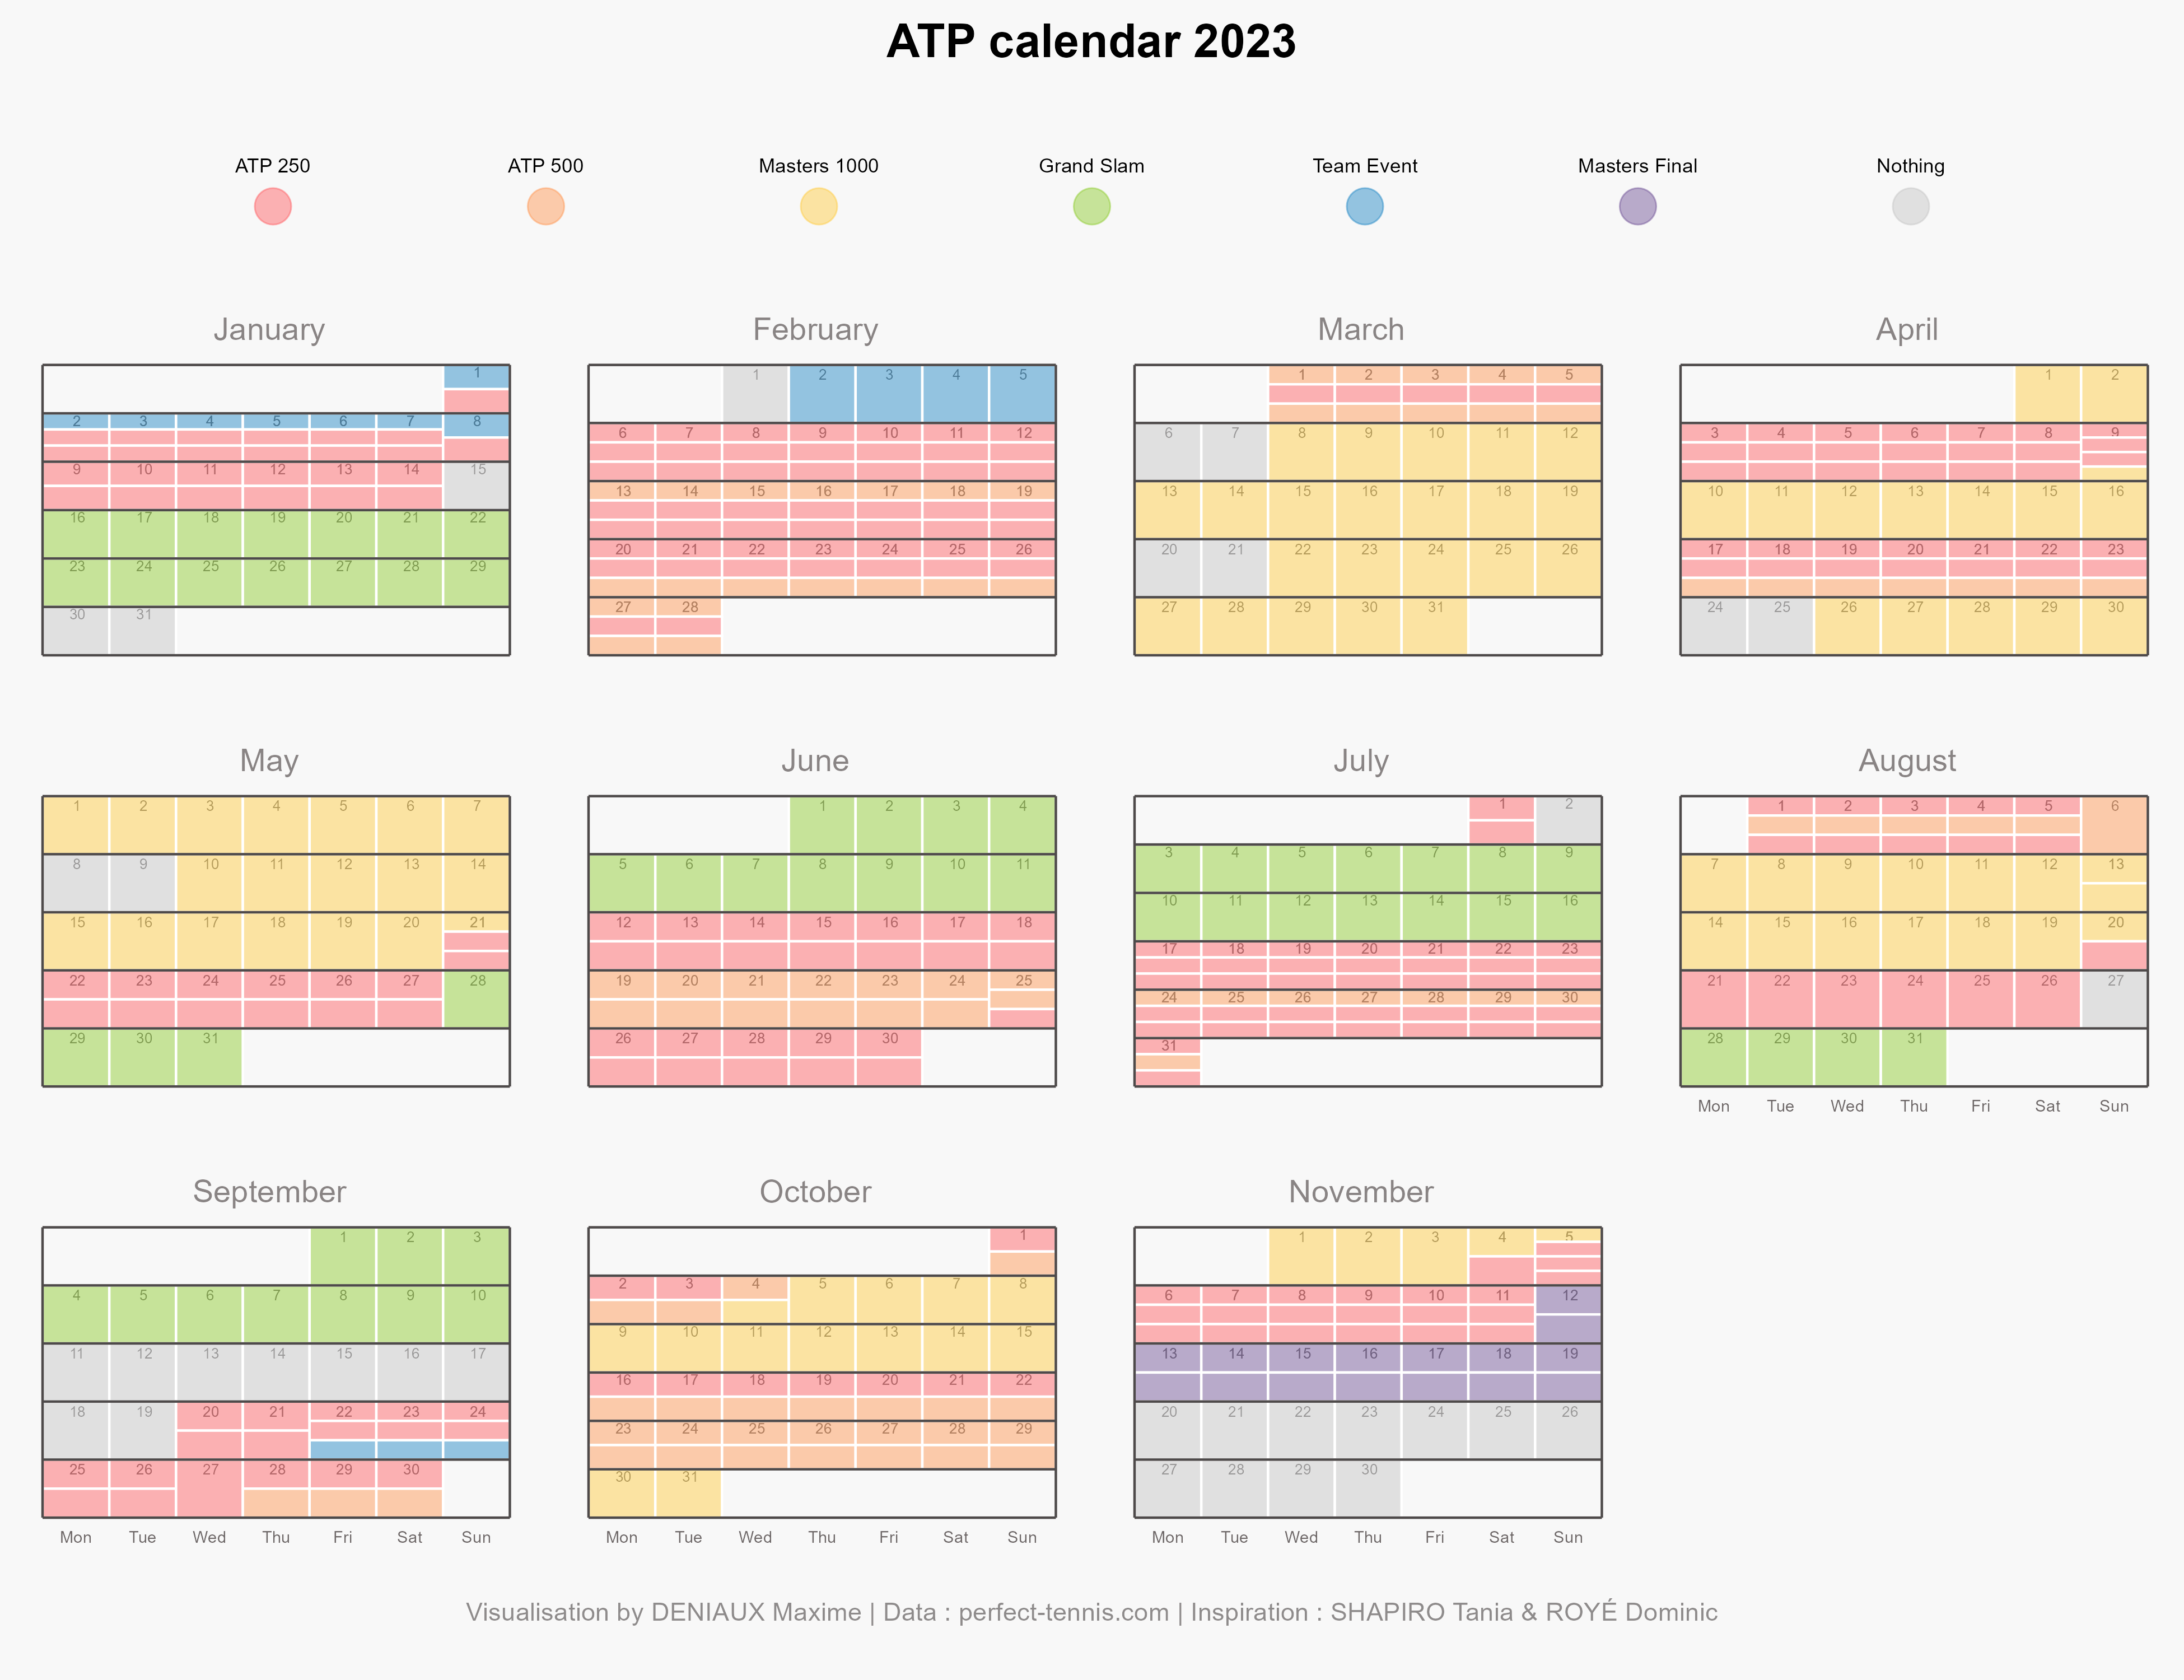 ATP calendar 2023
ATP 250 ATP 500 Masters 1000 Grand Slam Team Event Masters Final Nothing
January February March April
1
2 3 4 5 6 7 8
9 10 11 12 13 14 15
16 17 18 19 20 21 22
23 24 25 26 27 28 29
30 31
1 2 3 4 5
6 7 8 9 10 11 12
13 14 15 16 17 18 19
20 21 22 23 24 25 26
27 28
1 2 3 4 5
6 7 8 9 10 11 12
13 14 15 16 17 18 19
20 21 22 23 24 25 26
27 28 29 30 31
1 2
3 4 5 6 7 8 9
10 11 12 13 14 15 16
17 18 19 20 21 22 23
24 25 26 27 28 29 30
May June July August
1 2 3 4 5 6 7
8 9 10 11 12 13 14
15 16 17 18 19 20 21
22 23 24 25 26 27 28
29 30 31
1 2 3 4
5 6 7 8 9 10 11
12 13 14 15 16 17 18
19 20 21 22 23 24 25
26 27 28 29 30
1 2
3 4 5 6 7 8 9
10 11 12 13 14 15 16
17 18 19 20 21 22 23
24 25 26 27 28 29 30
31
1 2 3 4 5 6
7 8 9 10 11 12 13
14 15 16 17 18 19 20
21 22 23 24 25 26 27
28 29 30 31
Mon Tue Wed Thu Fri Sat Sun
September October November
1 2 3
4 5 6 7 8 9 10
11 12 13 14 15 16 17
18 19 20 21 22 23 24
25 26 27 28 29 30
Mon Tue Wed Thu Fri Sat Sun
1
2 3 4 5 6 7 8
9 10 11 12 13 14 15
16 17 18 19 20 21 22
23 24 25 26 27 28 29
30 31
Mon Tue Wed Thu Fri Sat Sun
1 2 3 4 5
6 7 8 9 10 11 12
13 14 15 16 17 18 19
20 21 22 23 24 25 26
27 28 29 30
Mon Tue Wed Thu Fri Sat Sun
Visualisation by DENIAUX Maxime | Data : perfect-tennis.com | Inspiration : SHAPIRO Tania & ROYÉ Dominic